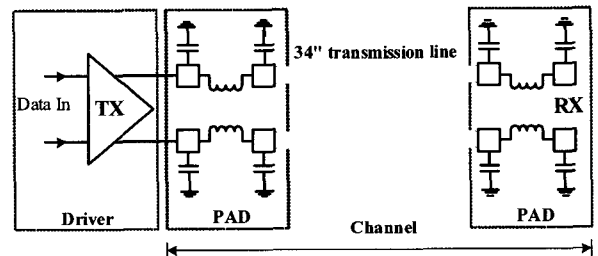 34" transmission line
Data In
TX
RX
Driver
PAD
Channel
PAD